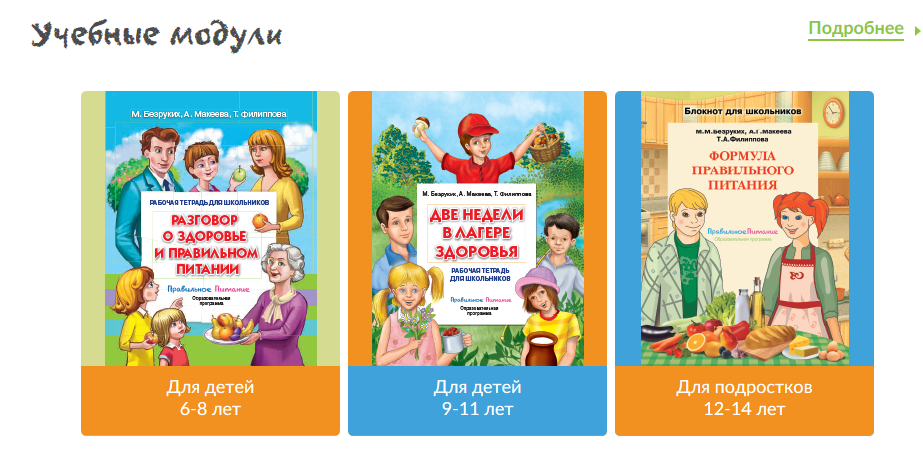 Учебные модули
Подробнее
М. Безруких, А. Макеева, Т. Филиппова
РАБОЧАЯ ТЕТРАДЬ ДЛЯ ШКОЛЬНИКОВ
РАЗГОВОР
О ЗДОРОВЬЕ
И ПРАВИЛЬНОМ
ПИТАНИИ
Правильное Питание
Образовательная
программа
Для детей
6-8 лет
М. Безруких, А. Макеева, Т. Филиппова
ДВЕ НЕДЕЛИ
В ЛАГЕРЕ
ЗДОРОВЬЯ
РАБОЧАЯ ТЕТРАДЬ
ДЛЯ ШКОЛЬНИКОВ
Правильное Питание
Образовательная
программа
Для детей
9-11 лет
Блокнот для школьников
М.М.Безруких, А.Г.Макеева
Т.А.Филиппова
ФОРМУЛА
ПРАВИЛЬНОГО
ПИТАНИЯ
ПравильноеПитание
Образовательная программа
Для подростков
12-14 лет